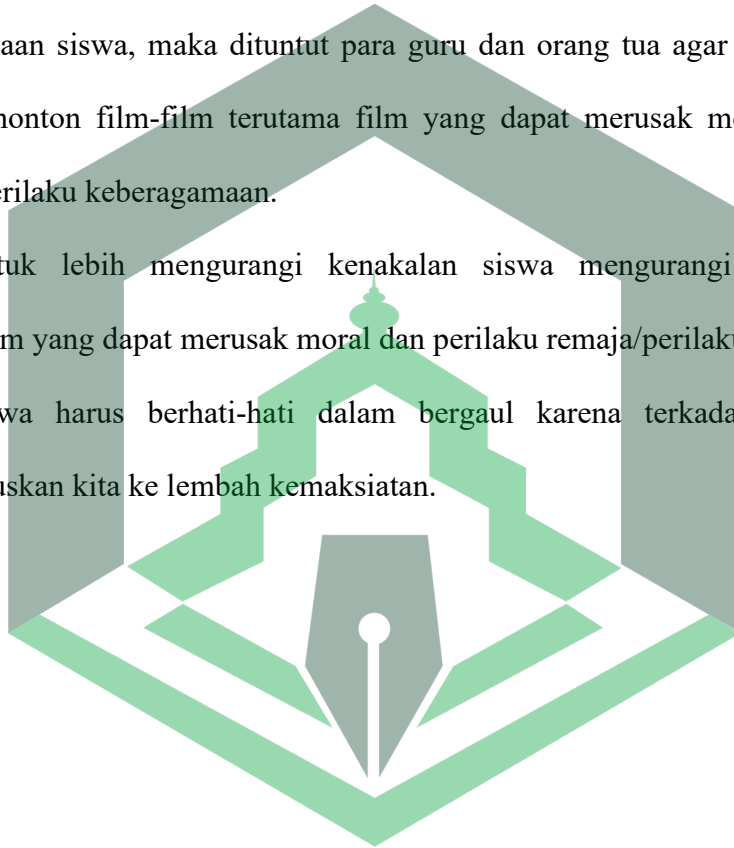 aan siswa, maka dituntut para guru dan orang tua agar
nonton film-film terutama film yang dapat merusak
erilaku keberagamaan.
tuk lebih mengurangi kenakalan siswa mengurangi
m yang dapat merusak moral dan perilaku remaja/perilaku
wa harus berhati-hati dalam bergaul karena terkada
uskan kita ke lembah kemaksiatan.